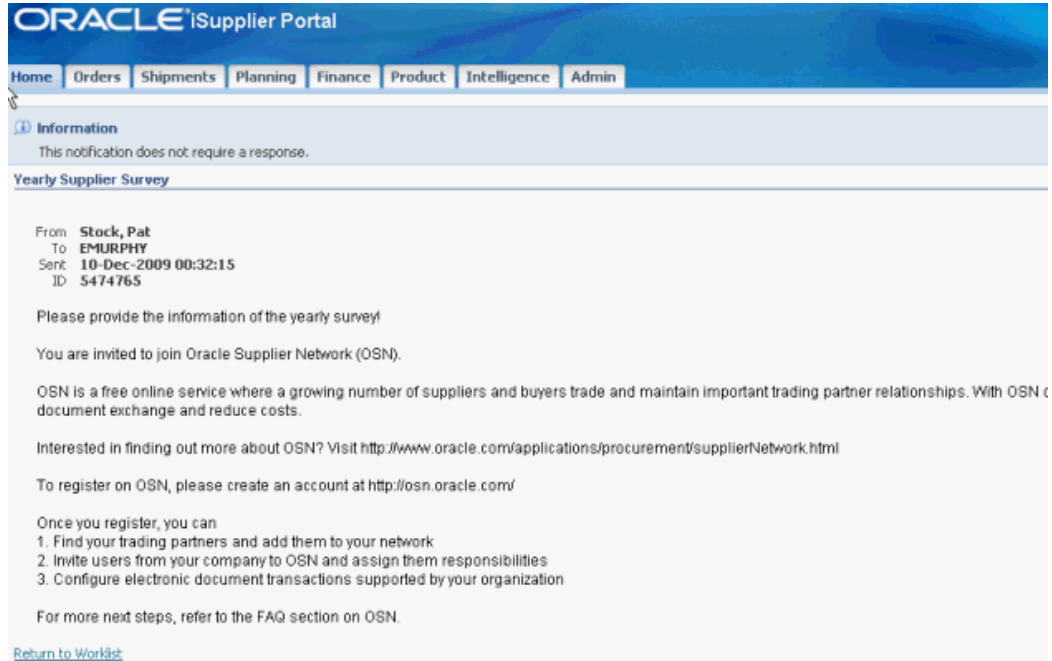 ORACLE iSupplier Portal
Home Orders Shipments Planning Finance Product Intelligence Admin
Information
This notification does not require a response.
Yearly Supplier Survey
From Stock, Pat
To EMURPHY
Sent 10-Dec-2009 00:32:15
ID 5474765
Please provide the information of the yearly survey!
You are invited to join Oracle Supplier Network (OSN).
OSN is a free online service where a growing number of suppliers and buyers trade and maintain important trading partner relationships. With OSN
document exchange and reduce costs.
Interested in finding out more about OSN? Visit http://www.oracle.com/applications/procurement/supplierNetwork.html
To register on OSN, please create an account at http://osn.oracle.com/
Once you register, you can
1. Find your trading partners and add them to your network
2. Invite users from your company to OSN and assign them responsibilities
3. Configure electronic document transactions supported by your organization
For more next steps, refer to the FAQ section on OSN.
Return to Worklist